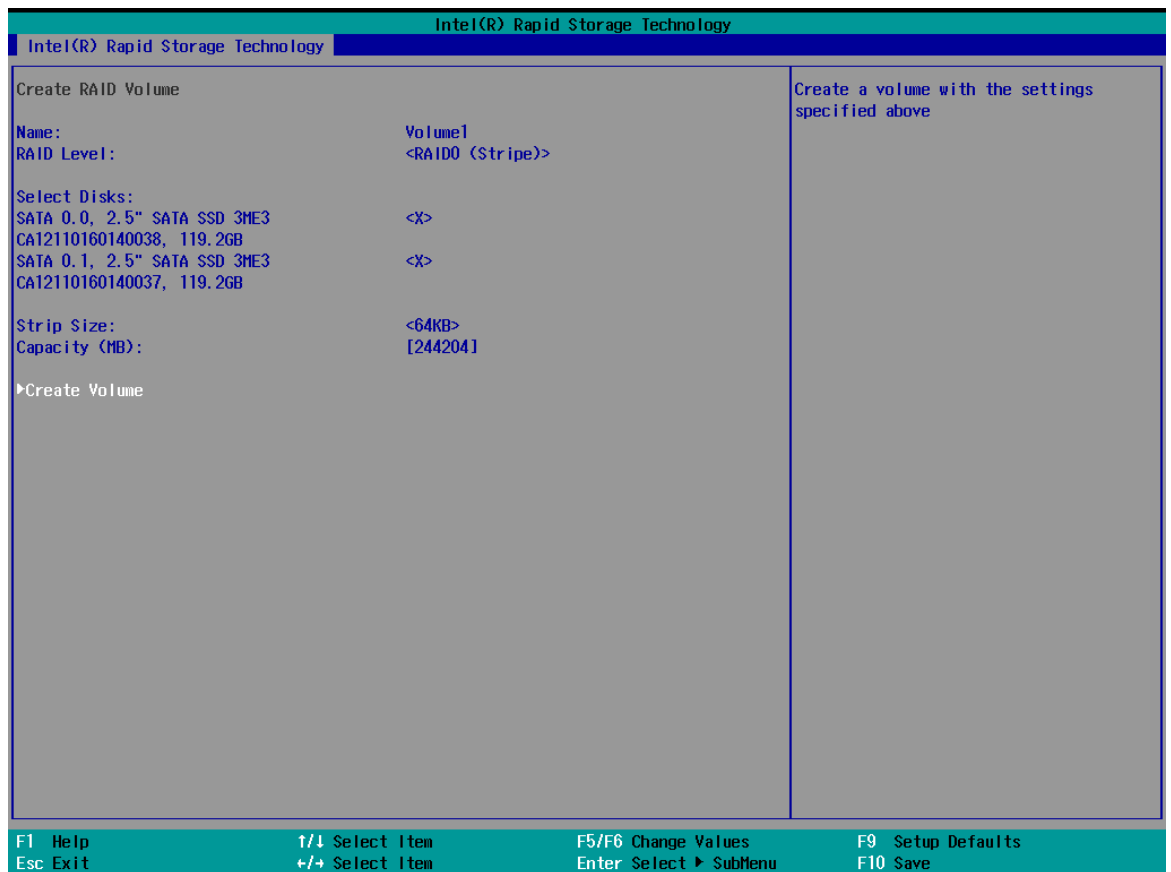 Intel(R) Rapid Storage Technology
Intel(R) Rapid Storage Technology
Create RAID Volume
Create a volume with the settings
specified above
Name: Volume1
RAID Level: <RAID0 (Stripe)>
Select Disks:
SATA 0.0, 2.5" SATA SSD 3ME3 <X>
CA12110160140038, 119.2GB
SATA 0.1, 2.5" SATA SSD 3ME3 <X>
CA12110160140037, 119.2GB
Strip Size: <64KB>
Capacity (MB): [244204]
▶Create Volume
F1 Help ↑/↓ Select Item F5/F6 Change Values F9 Setup Defaults
Esc Exit ←/→ Select Item Enter Select ▶ SubMenu F10 Save